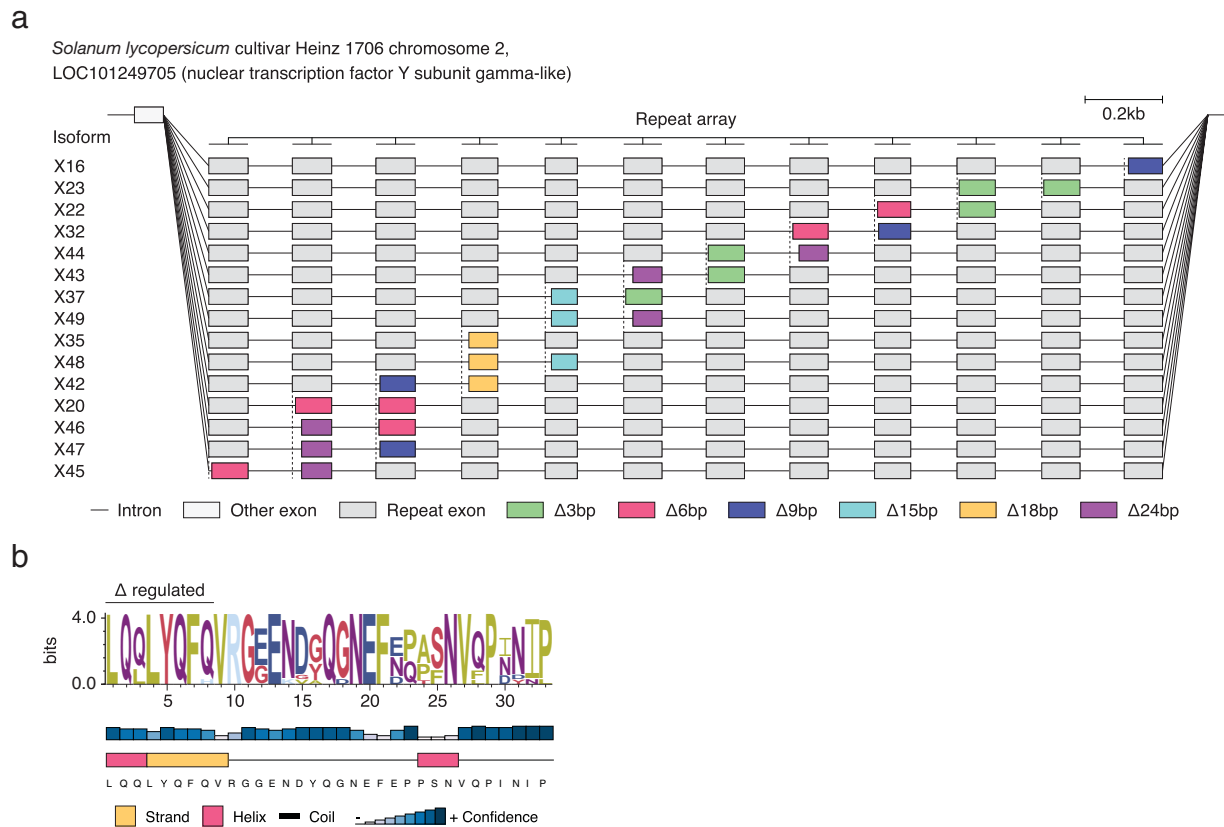 a
Solanum lycopersicum cultivar Heinz 1706 chromosome 2,
LOC101249705 (nuclear transcription factor Y subunit gamma-like)
0.2kb
Repeat array
Isoform
X16
X23
X22
X32
X44
X43
X37
X49
X35
X48
X42
X20
X46
X47
X45
Intron Other exon Repeat exon Δ3bp Δ6bp Δ9bp Δ15bp Δ18bp Δ24bp
b
Δ regulated
4.0
bits
0.0
LQQLYQFQVRGEENDGQGNEFEPASNVQPINIP
5 10 15 20 25 30
L Q Q L Y Q F Q V R G G E N D Y Q G N E F E P P S N V Q P I N I P
Strand Helix Coil - + Confidence